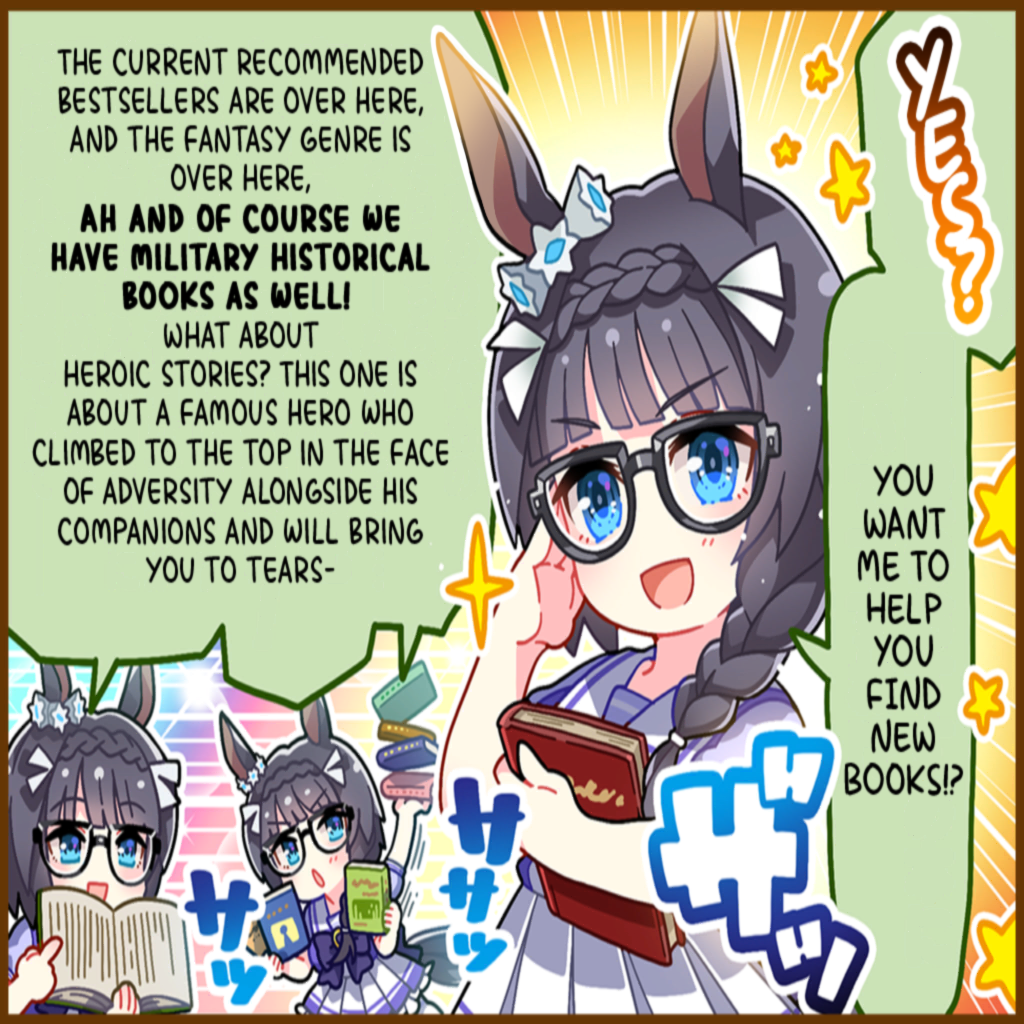 YES?
YOU
WANT
ME TO
HELP
YOU
FIND
NEW
BOOKS!?
THE CURRENT RECOMMENDED
BESTSELLERS ARE OVER HERE,
AND THE FANTASY GENRE IS
OVER HERE,
AH AND OF COURSE WE
HAVE MILITARY HISTORICAL
BOOKS AS WELL!
WHAT ABOUT
HEROIC STORIES? THIS ONE IS
ABOUT A FAMOUS HERO WHO
CLIMBED TO THE TOP IN THE FACE
OF ADVERSITY ALONGSIDE HIS
COMPANIONS AND WILL BRING
YOU TO TEARS-
ザッ
ササッ
サッ